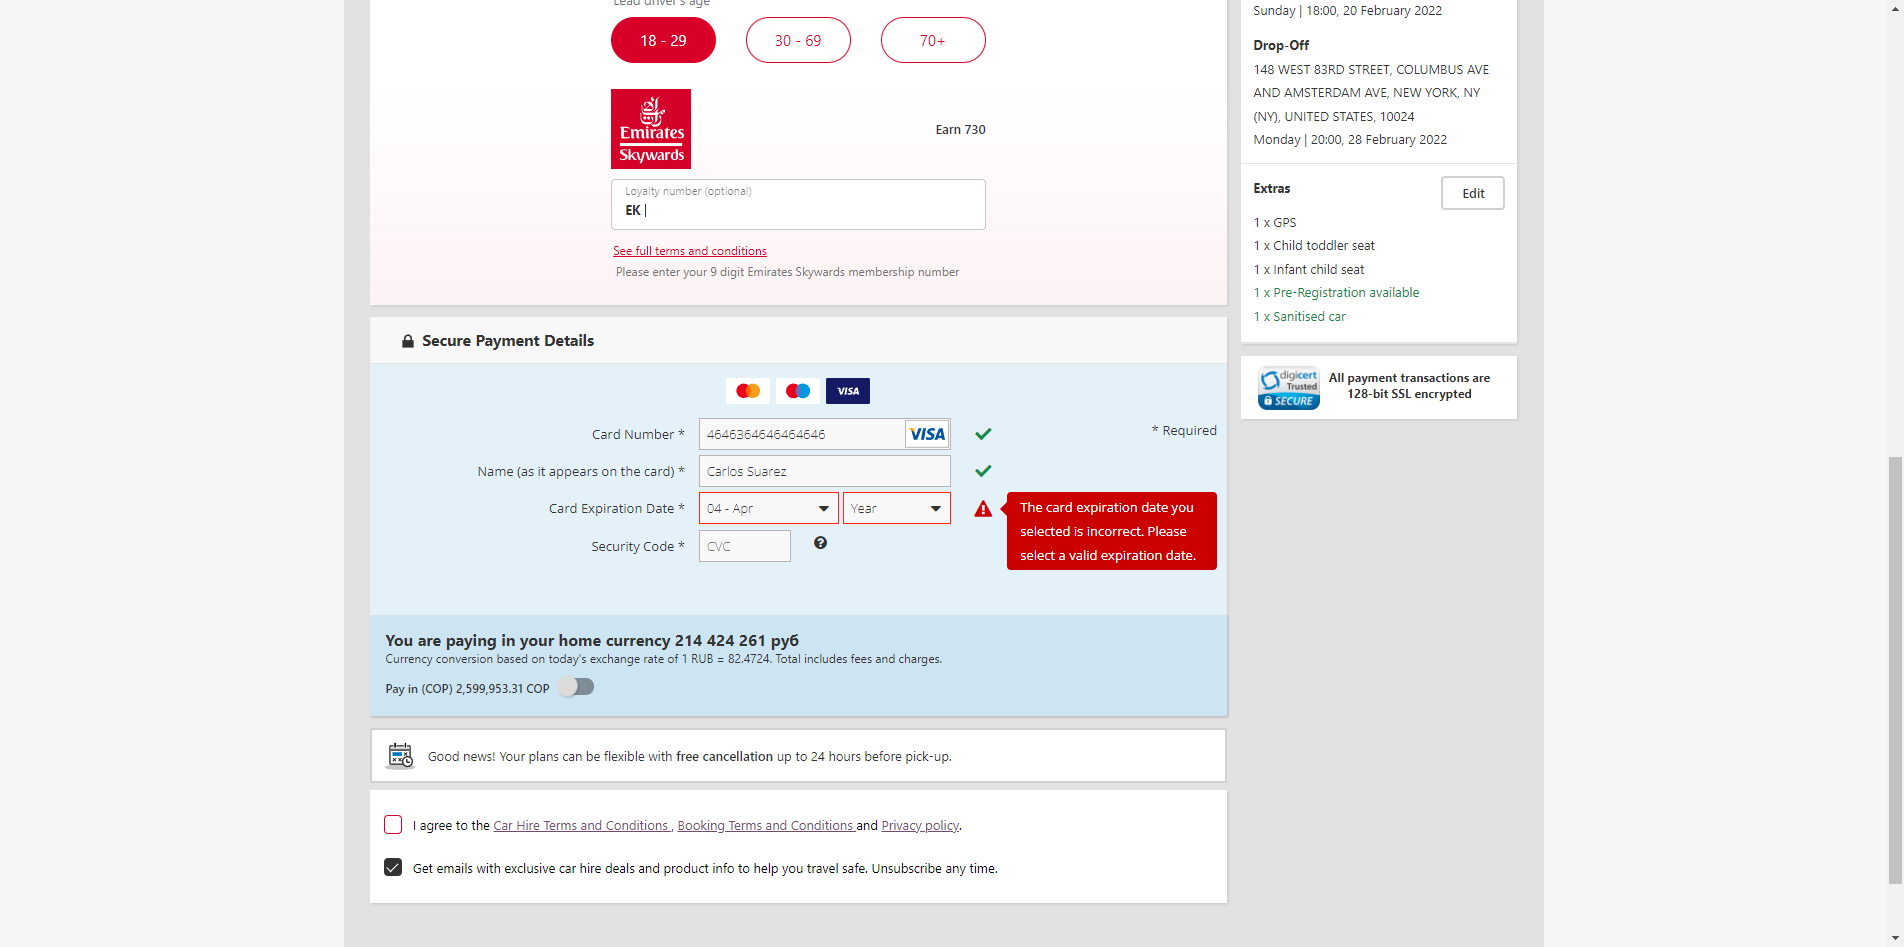 Lead driver's age
18 - 29
30 - 69
70+
Emirates
Skywards
Earn 730
Loyalty number (optional)
EK
See full terms and conditions
Please enter your 9 digit Emirates Skywards membership number
Secure Payment Details
VISA
Card Number *
4646364646464646
VISA
* Required
Name (as it appears on the card) *
Carlos Suarez
Card Expiration Date *
04 - Apr
Year
The card expiration date you
selected is incorrect. Please
select a valid expiration date.
Security Code *
CVC
You are paying in your home currency 214 424 261 руб
Currency conversion based on today's exchange rate of 1 RUB = 82.4724. Total includes fees and charges.
Pay in (COP) 2,599,953.31 COP
Good news! Your plans can be flexible with free cancellation up to 24 hours before pick-up.
I agree to the Car Hire Terms and Conditions , Booking Terms and Conditions and Privacy policy.
Get emails with exclusive car hire deals and product info to help you travel safe. Unsubscribe any time.
Sunday | 18:00, 20 February 2022
Drop-Off
148 WEST 83RD STREET, COLUMBUS AVE
AND AMSTERDAM AVE, NEW YORK, NY
(NY), UNITED STATES, 10024
Monday | 20:00, 28 February 2022
Extras
Edit
1 x GPS
1 x Child toddler seat
1 x Infant child seat
1 x Pre-Registration available
1 x Sanitised car
digicert
Trusted
SECURE
All payment transactions are
128-bit SSL encrypted